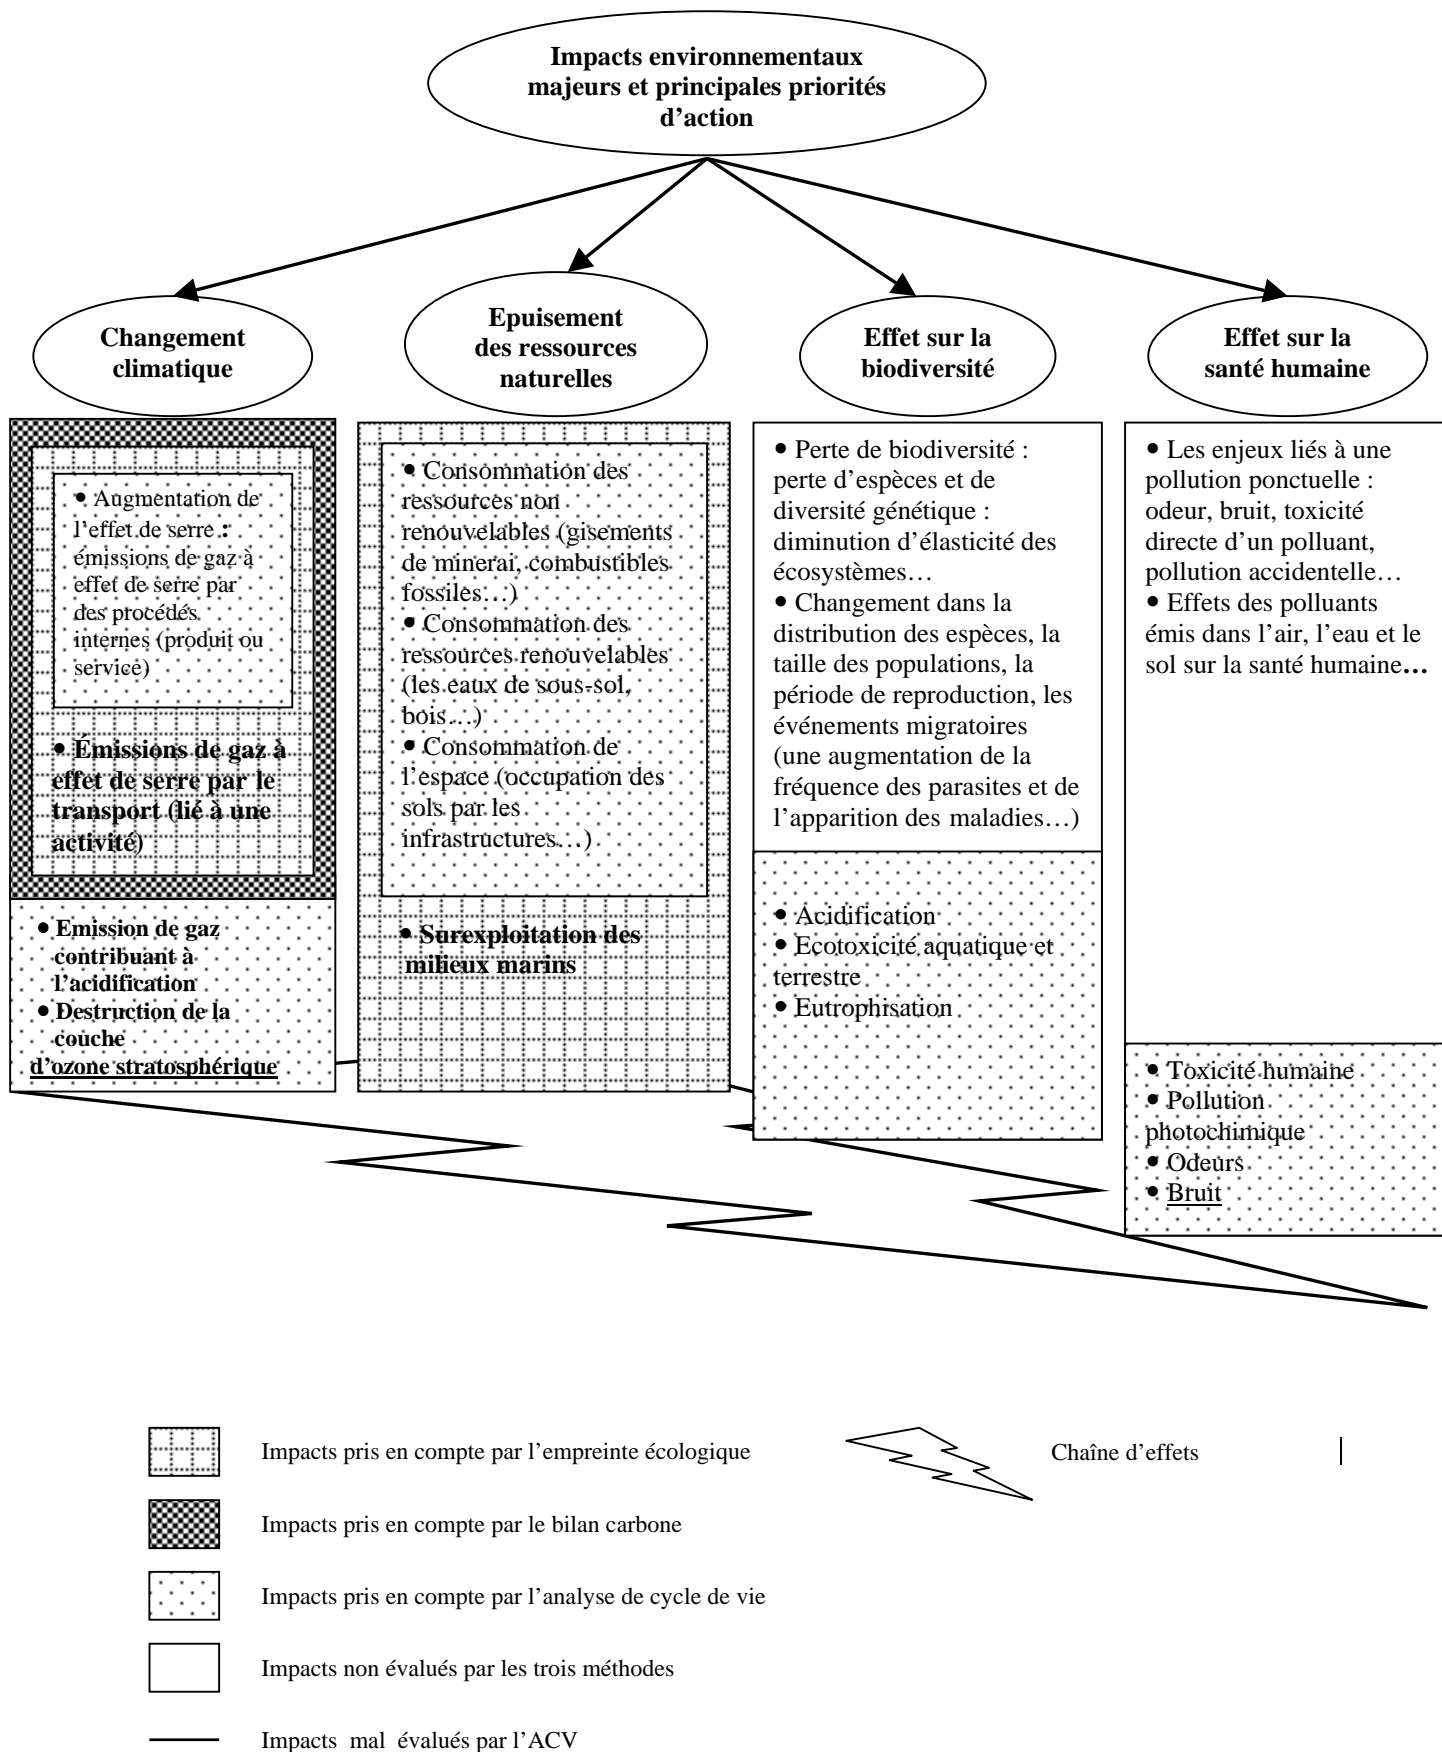 Impacts environnementaux
majeurs et principales priorités
d’action
Changement
climatique
Epuisement
des ressources
naturelles
Effet sur la
biodiversité
Effet sur la
santé humaine
• Augmentation de
l’effet de serre :
émissions de gaz à
effet de serre par
des procédés
internes (produit ou
service)
• Émissions de gaz à
effet de serre par le
transport (lié à une
activité)
• Emission de gaz
contribuant à
l’acidification
• Destruction de la
couche
d’ozone stratosphérique
• Consommation des
ressources non
renouvelables (gisements
de minerai, combustibles
fossiles…)
• Consommation des
ressources renouvelables
(les eaux de sous-sol,
bois…)
• Consommation de
l’espace (occupation des
sols par les
infrastructures…)
• Surexploitation des
milieux marins
• Perte de biodiversité :
perte d’espèces et de
diversité génétique :
diminution d’élasticité des
écosystèmes…
• Changement dans la
distribution des espèces, la
taille des populations, la
période de reproduction, les
événements migratoires
(une augmentation de la
fréquence des parasites et de
l’apparition des maladies…)
• Acidification
• Ecotoxicité aquatique et
terrestre
• Eutrophisation
• Les enjeux liés à une
pollution ponctuelle :
odeur, bruit, toxicité
directe d’un polluant,
pollution accidentelle…
• Effets des polluants
émis dans l’air, l’eau et le
sol sur la santé humaine…
• Toxicité humaine
• Pollution
photochimique
• Odeurs
• Bruit
Impacts pris en compte par l’empreinte écologique
Chaîne d’effets
Impacts pris en compte par le bilan carbone
Impacts pris en compte par l’analyse de cycle de vie
Impacts non évalués par les trois méthodes
Impacts mal évalués par l’ACV